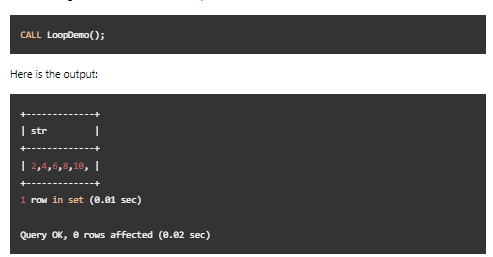 CALL LoopDemo();
Here is the output:
+-------------+
| str         |
+-------------+
| 2,4,6,8,10, |
+-------------+
1 row in set (0.01 sec)
Query OK, 0 rows affected (0.02 sec)